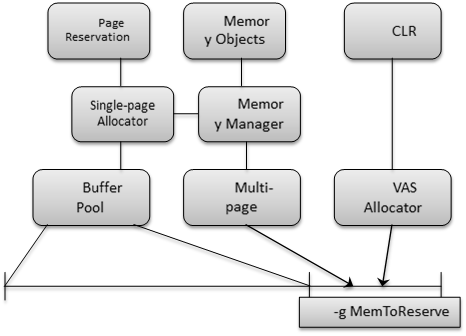 Page
Reservation
Memor
y Objects
CLR
Single-page
Allocator
Memor
y Manager
Buffer
Pool
Multi-
page
VAS
Allocator
-g MemToReserve